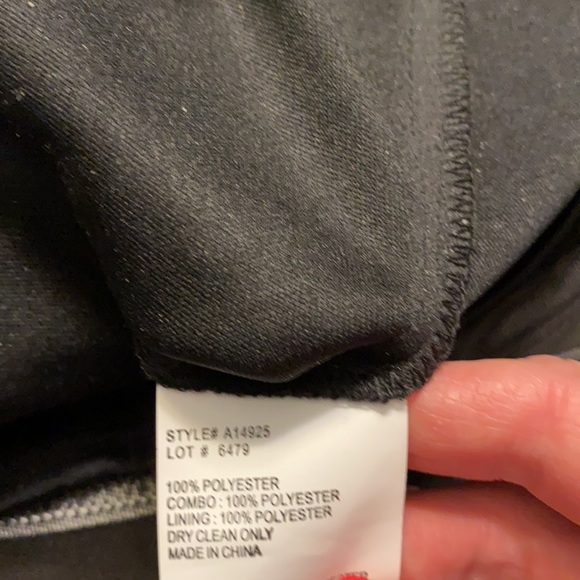 STYLE# A14925
LOT # 6479
100% POLYESTER
COMBO : 100% POLYESTER
LINING : 100% POLYESTER
DRY CLEAN ONLY
MADE IN CHINA